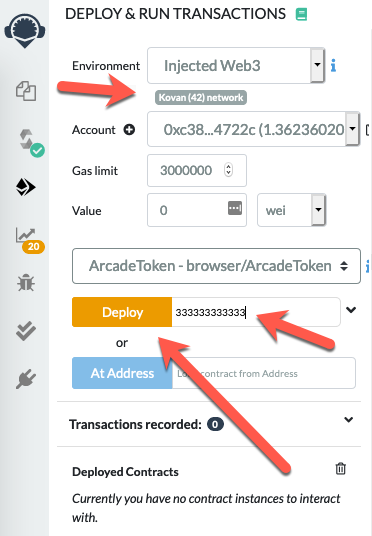 DEPLOY & RUN TRANSACTIONS
Environment
Injected Web3
Kovan (42) network
Account
0xc38...4722c (1.36236020
Gas limit
3000000
Value
0
wei
20
ArcadeToken - browser/ArcadeToken
Deploy
333333333333
or
At Address
contract from Address
Transactions recorded:
0
Deployed Contracts
Currently you have no contract instances to interact
with.